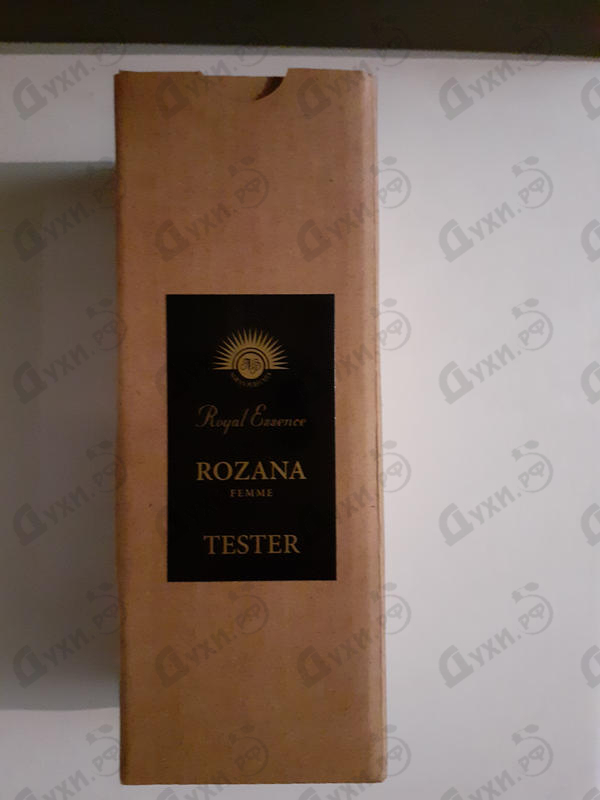 Royal Essence
ROZANA
FEMME
TESTER
Духи.рф